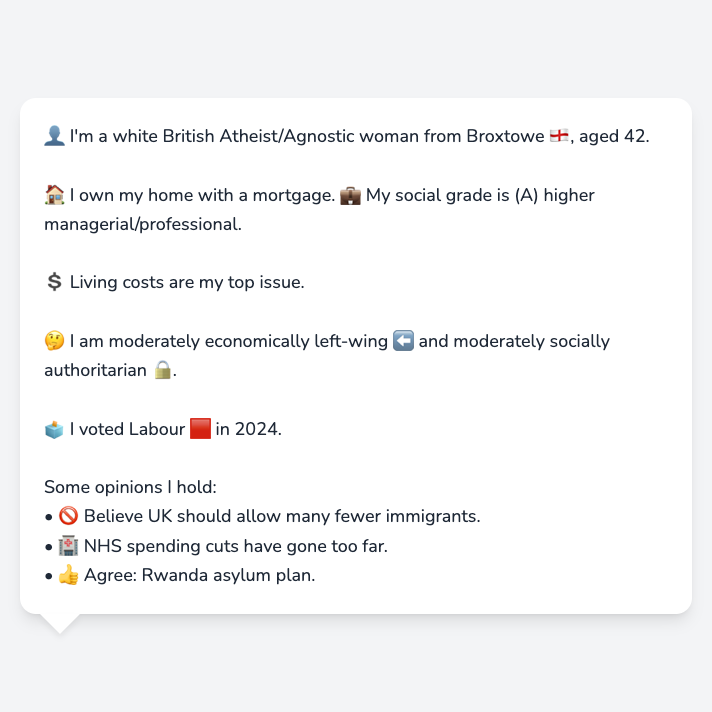 👤 I'm a white British Atheist/Agnostic woman from Broxtowe 🏴󠁧󠁢󠁥󠁮󠁧󠁿, aged 42.
🏠 I own my home with a mortgage. 💼 My social grade is (A) higher
managerial/professional.
💲 Living costs are my top issue.
🤔 I am moderately economically left-wing ⬅️ and moderately socially
authoritarian 🔒.
🗳️ I voted Labour 🟥 in 2024.
Some opinions I hold:
• 🚫 Believe UK should allow many fewer immigrants.
• 🏥 NHS spending cuts have gone too far.
• 👍 Agree: Rwanda asylum plan.